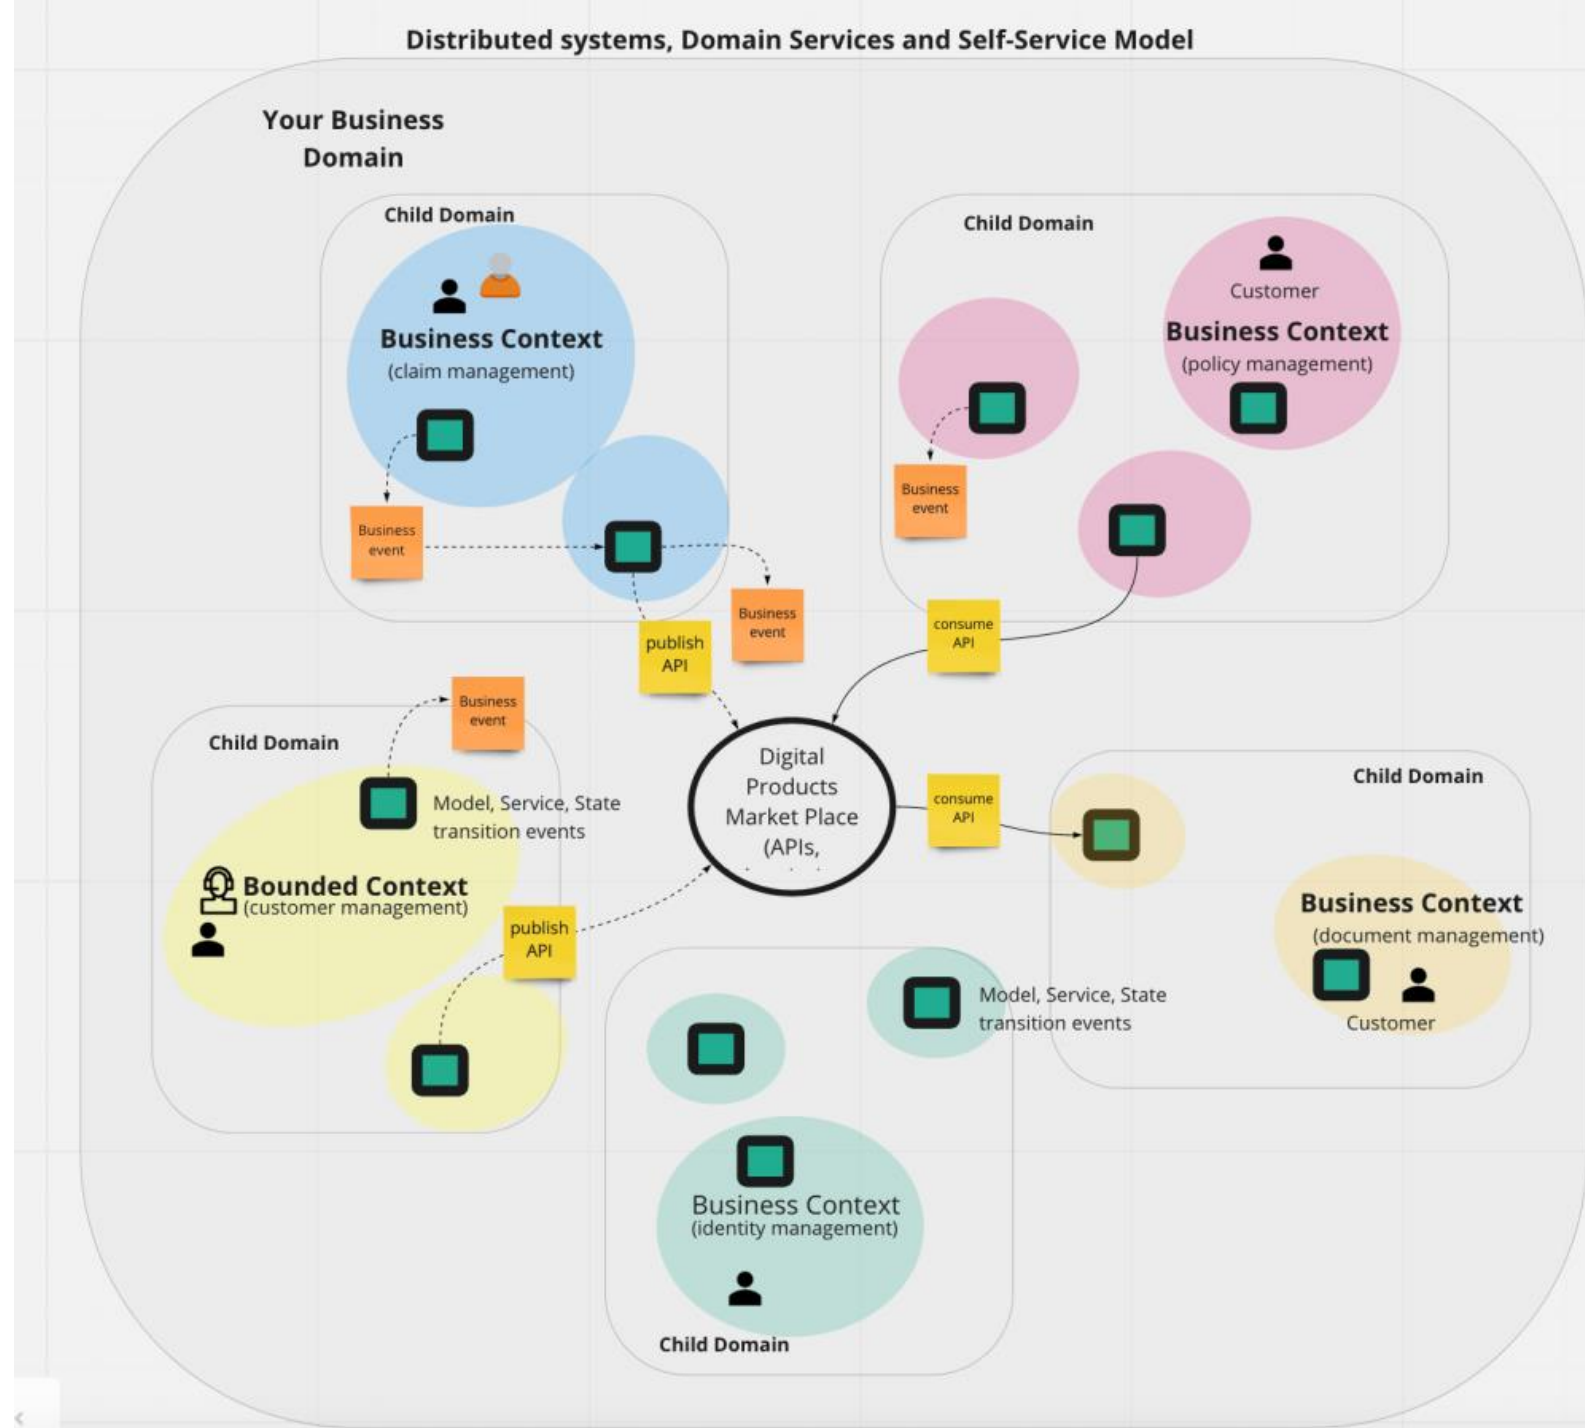 Distributed systems, Domain Services and Self-Service Model
Your Business
Domain
Child Domain
Business Context
(claim management)
Business
event
Business
event
publish
API
Child Domain
Customer
Business Context
(policy management)
Business
event
consume
API
Child Domain
Business
event
Model, Service, State
transition events
Bounded Context
(customer management)
publish
API
Digital
Products
Market Place
(APIs,
consume
API
Child Domain
Business Context
(document management)
Customer
Model, Service, State
transition events
Business Context
(identity management)
Child Domain